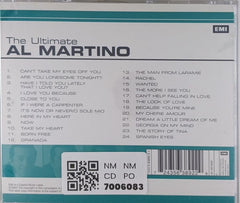 EMI
The Ultimate
AL MARTINO
1. CAN'T TAKE MY EYES OFF YOU
2. ARE YOU LONESOME TONIGHT?
3. HAVE I TOLD YOU LATELY
THAT I LOVE YOU?
4. I LOVE YOU BECAUSE
5. CLOSE TO YOU
6. IF I WERE A CARPENTER
7. IT'S NOW OR NEVER/O SOLE MIO
8. HERE IN MY HEART
9. NOW
10. TAKE MY HEART
11. BORN FREE
12. GRANADA
13. THE MAN FROM LARAMIE
14. RACHEL
15. WANTED
16. THE MORE I SEE YOU
17. CAN'T HELP FALLING IN LOVE
18. THE LOOK OF LOVE
19. BECAUSE YOU'RE MINE
20. MY CHERIE AMOUR
21. DREAM A LITTLE DREAM OF ME
22. GEORGIA ON MY MIND
23. THE STORY OF TINA
24. SPANISH EYES
NM NM
CD PO
7006083